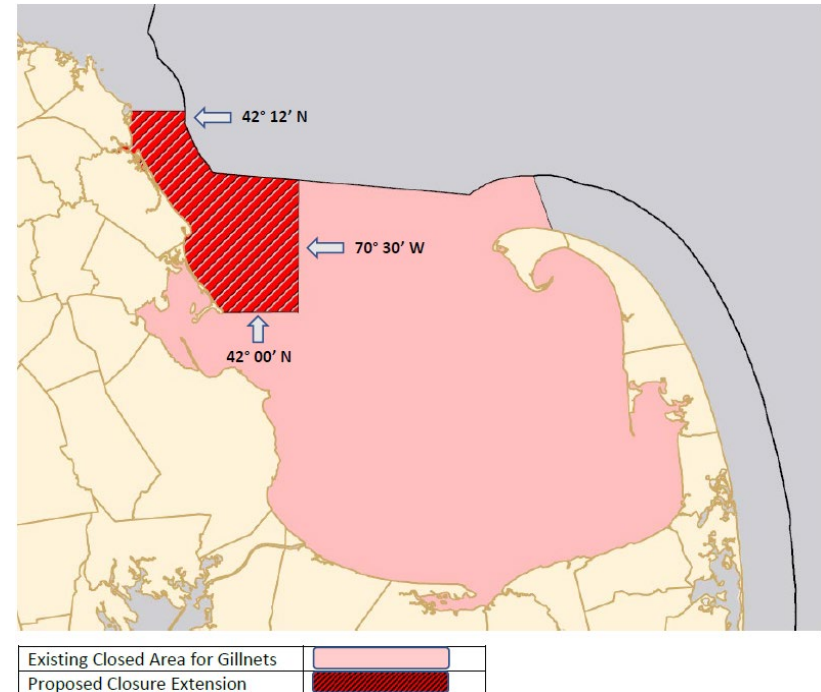 42° 12’ N
70° 30’ W
42° 00’ N
Existing Closed Area for Gillnets
Proposed Closure Extension